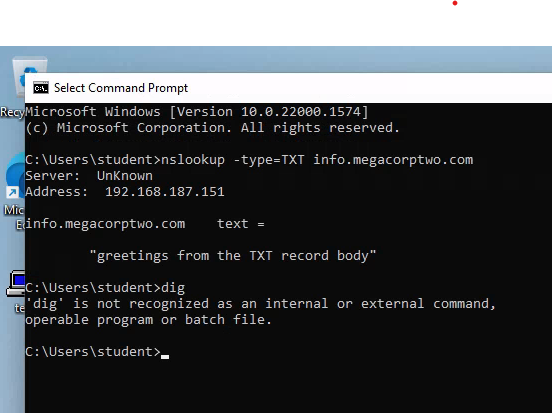 Select Command Prompt
Microsoft Windows [Version 10.0.22000.1574]
(c) Microsoft Corporation. All rights reserved.
C:\Users\student>nslookup -type=TXT info.megacorptwo.com
Server:  UnKnown
Address:  192.168.187.151
info.megacorptwo.com    text =
"greetings from the TXT record body"
C:\Users\student>dig
'dig' is not recognized as an internal or external command,
operable program or batch file.
C:\Users\student>
Recy
Mic
E
te